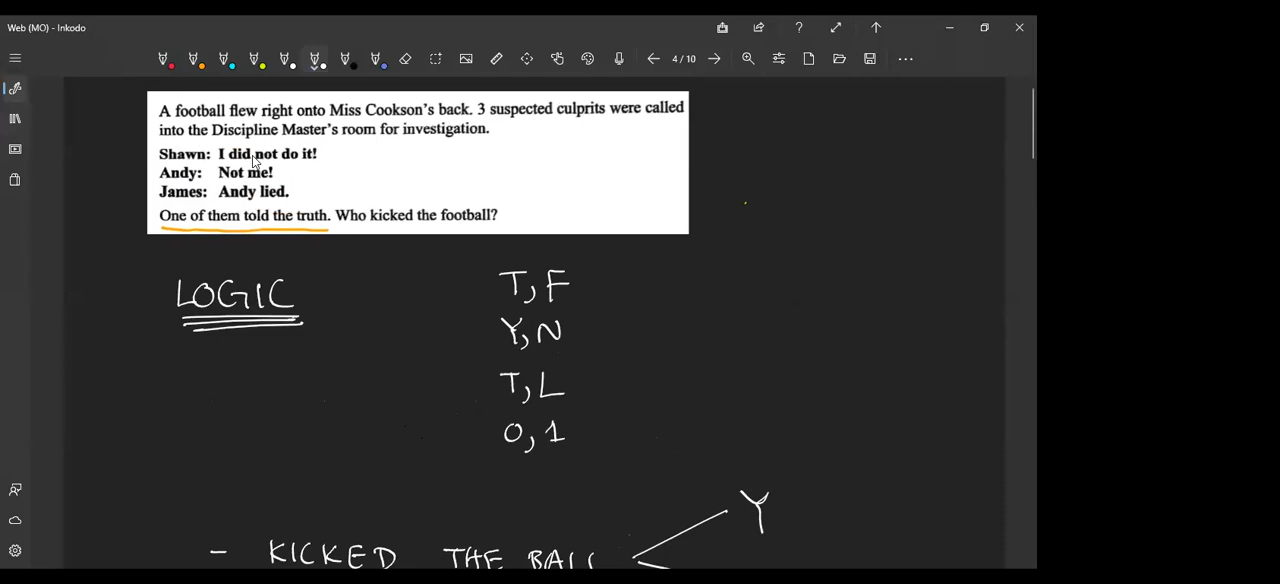 Web (MO) - Inkodo
4 / 10
A football flew right onto Miss Cookson's back. 3 suspected culprits were called
into the Discipline Master's room for investigation.
Shawn: I did not do it!
Andy: Not me!
James: Andy lied.
One of them told the truth. Who kicked the football?
LOGIC
T, F
Y, N
T, L
0, 1
Y
- KICKED THE BALL